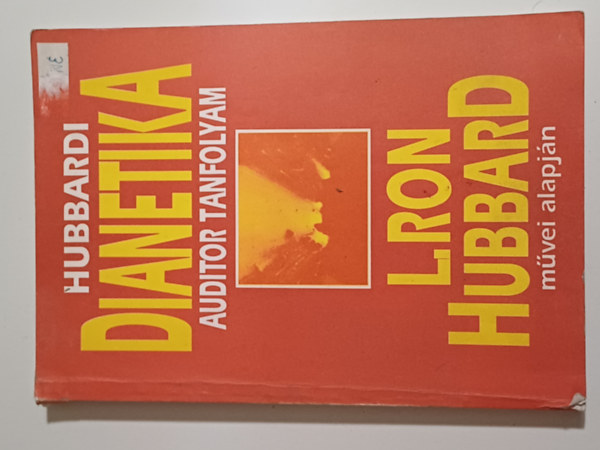 HUBBARDI
DIANETIKA
AUDITOR TANFOLYAM
L.RON
HUBBARD
művei alapján